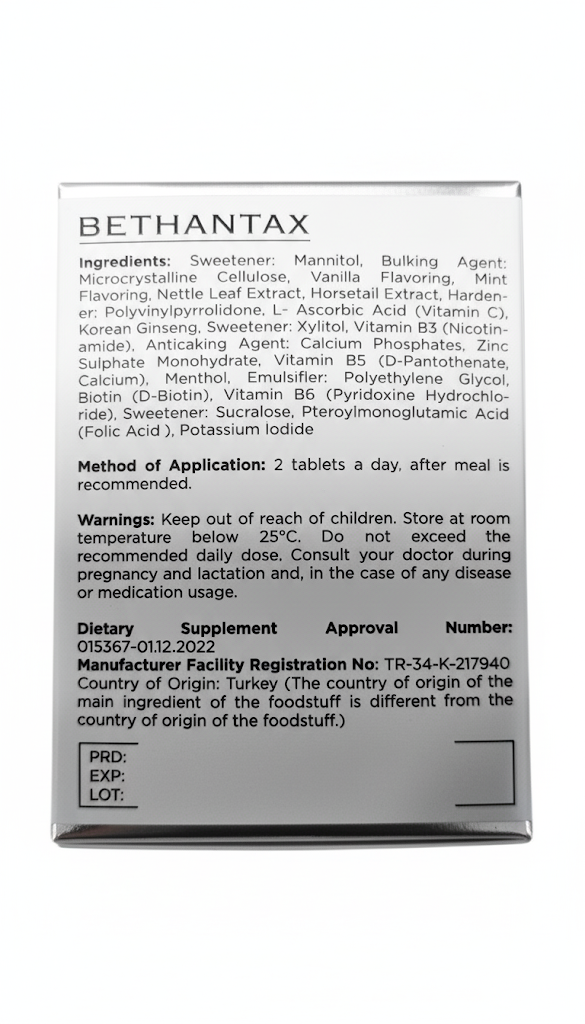 BETHANTAX
Ingredients: Sweetener: Mannitol, Bulking Agent:
Microcrystalline Cellulose, Vanilla Flavoring, Mint
Flavoring, Nettle Leaf Extract, Horsetail Extract, Harden-
er: Polyvinylpyrrolidone, L- Ascorbic Acid (Vitamin C),
Korean Ginseng, Sweetener: Xylitol, Vitamin B3 (Nicotin-
amide), Anticaking Agent: Calcium Phosphates, Zinc
Sulphate Monohydrate, Vitamin B5 (D-Pantothenate,
Calcium), Menthol, Emulsifler: Polyethylene Glycol,
Biotin (D-Biotin), Vitamin B6 (Pyridoxine Hydrochlo-
ride), Sweetener: Sucralose, Pteroylmonoglutamic Acid
(Folic Acid ), Potassium Iodide
Method of Application: 2 tablets a day, after meal is
recommended.
Warnings: Keep out of reach of children. Store at room
temperature below 25°C. Do not exceed the
recommended daily dose. Consult your doctor during
pregnancy and lactation and, in the case of any disease
or medication usage.
Dietary Supplement Approval Number:
015367-01.12.2022
Manufacturer Facility Registration No: TR-34-K-217940
Country of Origin: Turkey (The country of origin of the
main ingredient of the foodstuff is different from the
country of origin of the foodstuff.)
PRD:
EXP:
LOT: